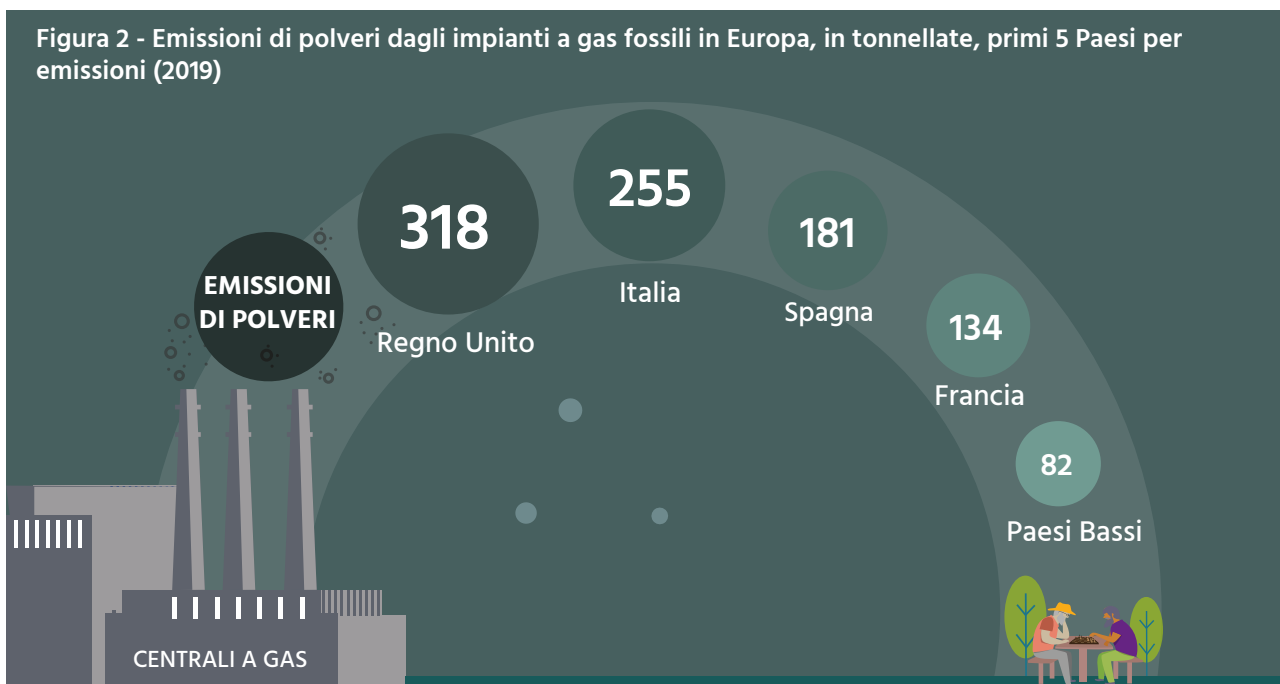 Figura 2 - Emissioni di polveri dagli impianti a gas fossili in Europa, in tonnellate, primi 5 Paesi per
emissioni (2019)
EMISSIONI
DI POLVERI
318
Regno Unito
255
Italia
181
Spagna
134
Francia
82
Paesi Bassi
CENTRALI A GAS